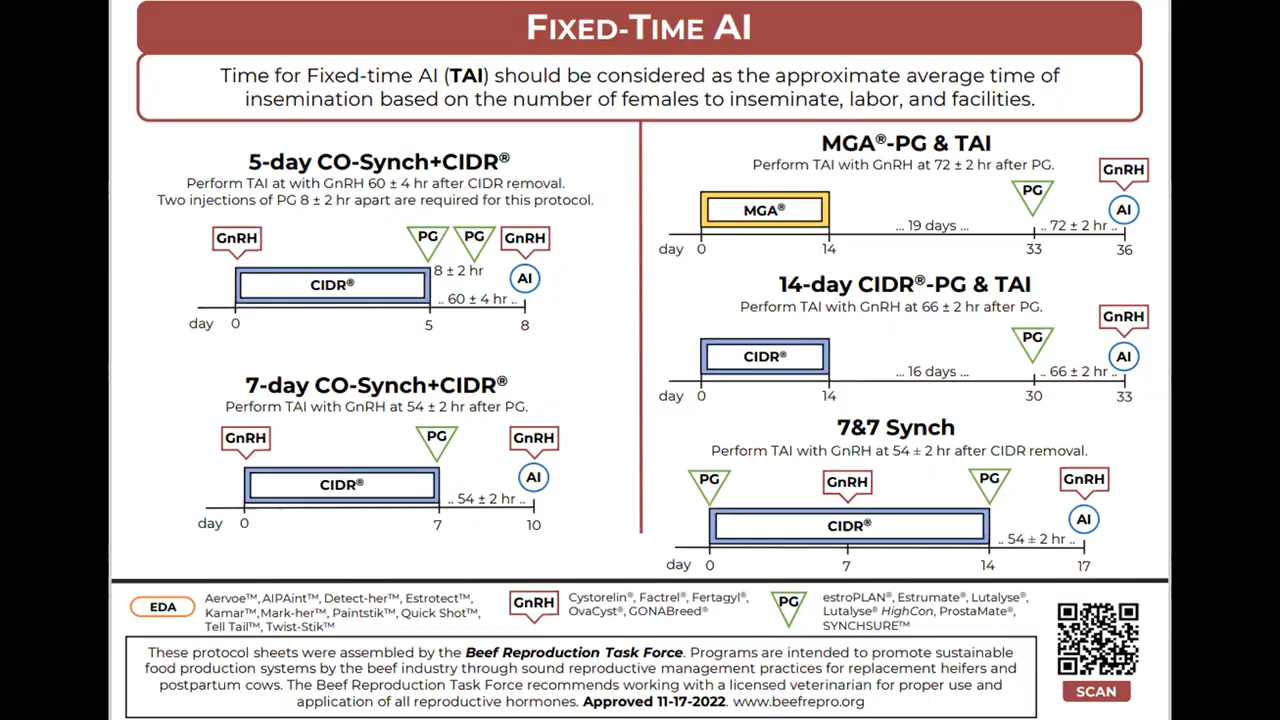 FIXED-TIME AI
Time for Fixed-time AI (TAI) should be considered as the approximate average time of
insemination based on the number of females to inseminate, labor, and facilities.
5-day CO-Synch+CIDR®
Perform TAI at with GnRH 60 ± 4 hr after CIDR removal.
Two injections of PG 8 ± 2 hr apart are required for this protocol.
GnRH PG PG GnRH
CIDR® 8 ± 2 hr AI
.. 60 ± 4 hr ..
day 0 5 8
7-day CO-Synch+CIDR®
Perform TAI with GnRH at 54 ± 2 hr after PG.
GnRH PG GnRH
CIDR® AI
.. 54 ± 2 hr ..
day 0 7 10
MGA®-PG & TAI
Perform TAI with GnRH at 72 ± 2 hr after PG.
GnRH
PG
MGA® AI
... 19 days ... .. 72 ± 2 hr ..
day 0 14 33 36
14-day CIDR®-PG & TAI
Perform TAI with GnRH at 66 ± 2 hr after PG.
GnRH
PG
CIDR® AI
... 16 days ... .. 66 ± 2 hr ..
day 0 14 30 33
7&7 Synch
Perform TAI with GnRH at 54 ± 2 hr after CIDR removal.
PG GnRH PG GnRH
CIDR® AI
.. 54 ± 2 hr ..
day 0 7 14 17
EDA
Aervoe™, AIPAint™, Detect-her™, Estrotect™,
Kamar™,Mark-her™, Paintstik™, Quick Shot™,
Tell Tail™, Twist-Stik™
GnRH
Cystorelin®, Factrel®, Fertagyl®,
OvaCyst®, GONABreed®
PG
estroPLAN®, Estrumate®, Lutalyse®,
Lutalyse® HighCon, ProstaMate®,
SYNCHSURE™
These protocol sheets were assembled by the Beef Reproduction Task Force. Programs are intended to promote sustainable
food production systems by the beef industry through sound reproductive management practices for replacement heifers and
postpartum cows. The Beef Reproduction Task Force recommends working with a licensed veterinarian for proper use and
application of all reproductive hormones. Approved 11-17-2022. www.beefrepro.org
SCAN